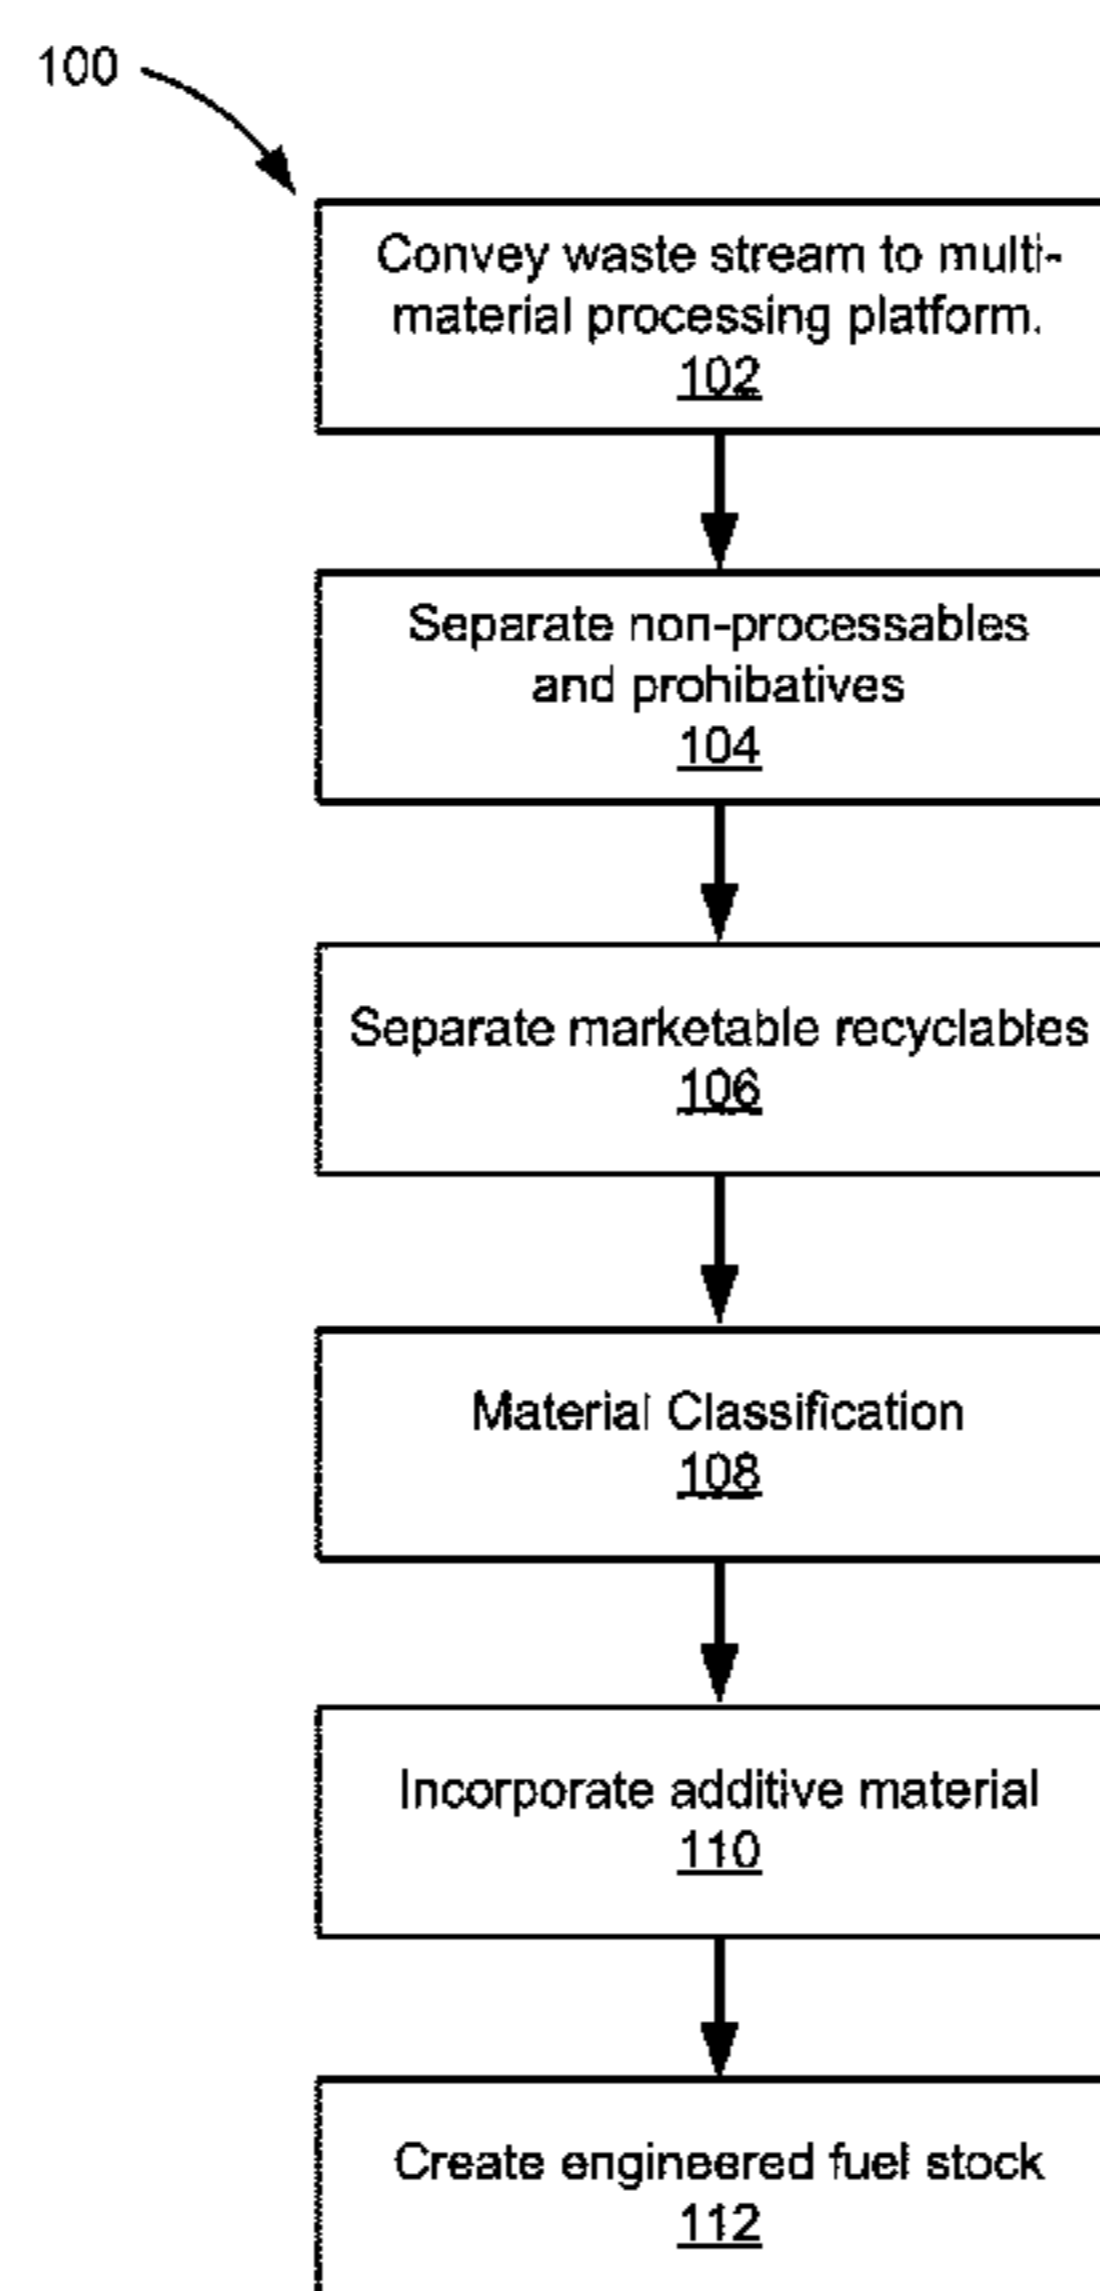 100
Convey waste stream to multi-
material processing platform.
102
Separate non-processables
and prohibatives
104
Separate marketable recyclables
106
Material Classification
108
Incorporate additive material
110
Create engineered fuel stock
112